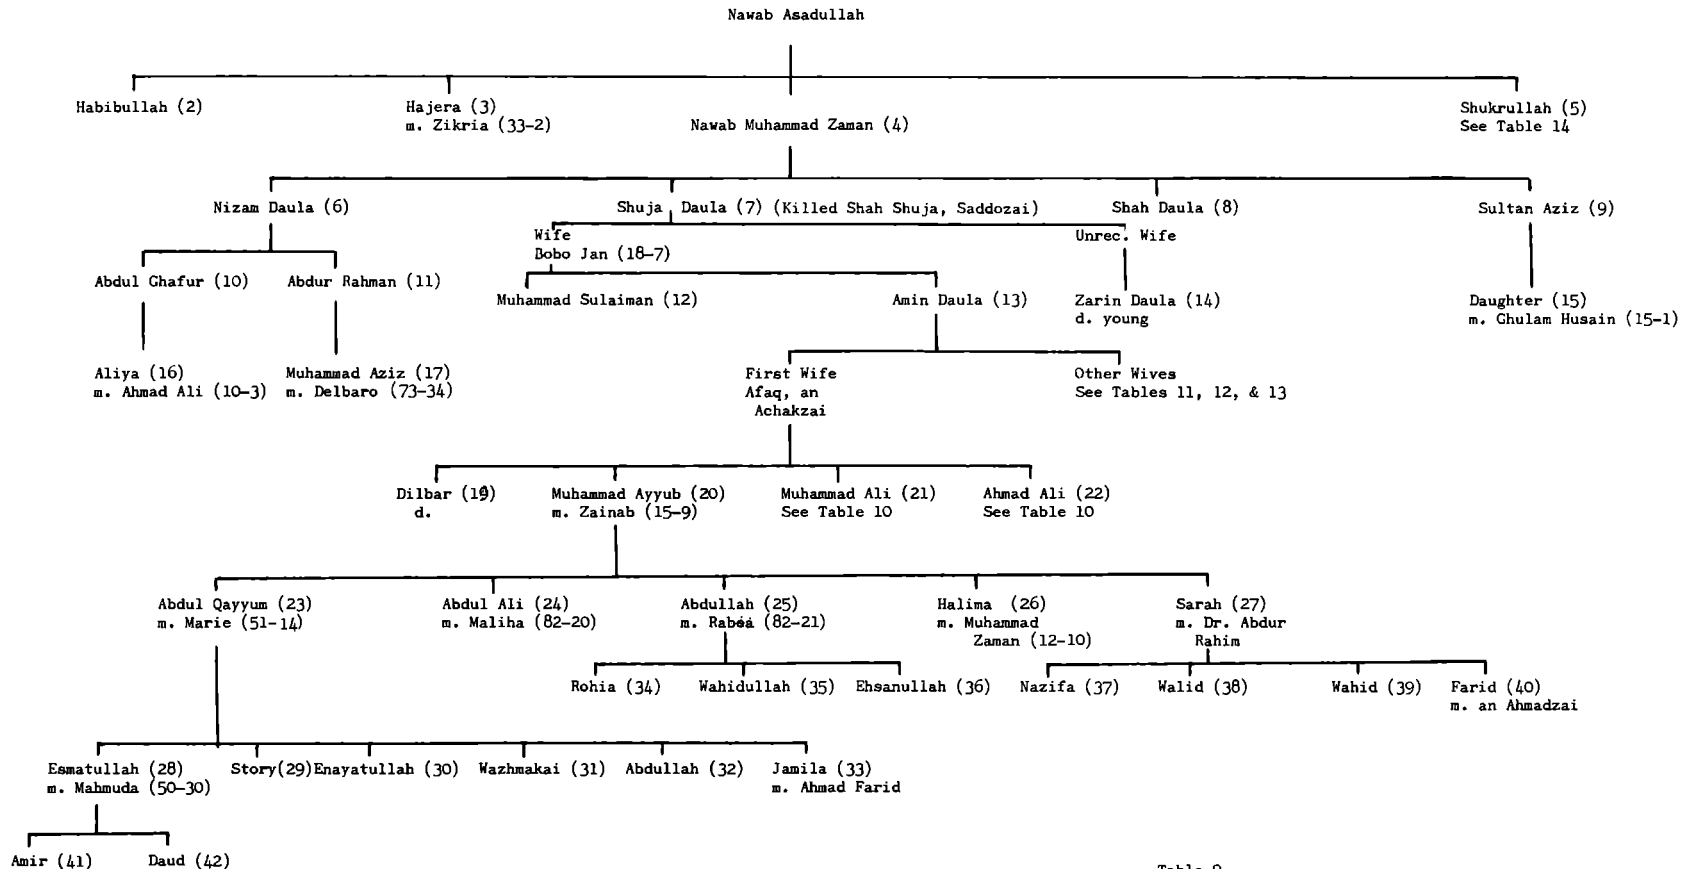 Nawab Asadullah
Habibullah (2)
Hajera (3)
m. Zikria (33-2)
Nawab Muhammad Zaman (4)
Shukrullah (5)
See Table 14
Nizam Daula (6)
Shuja Daula (7) (Killed Shah Shuja, Saddozai)
Shah Daula (8)
Sultan Aziz (9)
Wife
Bobo Jan (18-7)
Unrec. Wife
Abdul Ghafur (10)
Abdur Rahman (11)
Muhammad Sulaiman (12)
Amin Daula (13)
Zarin Daula (14)
d. young
Daughter (15)
m. Ghulam Husain (15-1)
Aliya (16)
m. Ahmad Ali (10-3)
Muhammad Aziz (17)
m. Delbaro (73-34)
First Wife
Afaq, an
Achakzai
Other Wives
See Tables 11, 12, & 13
Dilbar (19)
d.
Muhammad Ayyub (20)
m. Zainab (15-9)
Muhammad Ali (21)
See Table 10
Ahmad Ali (22)
See Table 10
Abdul Qayyum (23)
m. Marie (51-14)
Abdul Ali (24)
m. Maliha (82-20)
Abdullah (25)
m. Rabea (82-21)
Halima (26)
m. Muhammad
Zaman (12-10)
Sarah (27)
m. Dr. Abdur
Rahim
Rohia (34)
Wahidullah (35)
Ehsanullah (36)
Nazifa (37)
Walid (38)
Wahid (39)
Farid (40)
m. an Ahmadzai
Esmatullah (28)
m. Mahmuda (50-30)
Story(29)
Enayatullah (30)
Wazhmakai (31)
Abdullah (32)
Jamila (33)
m. Ahmad Farid
Amir (41)
Daud (42)